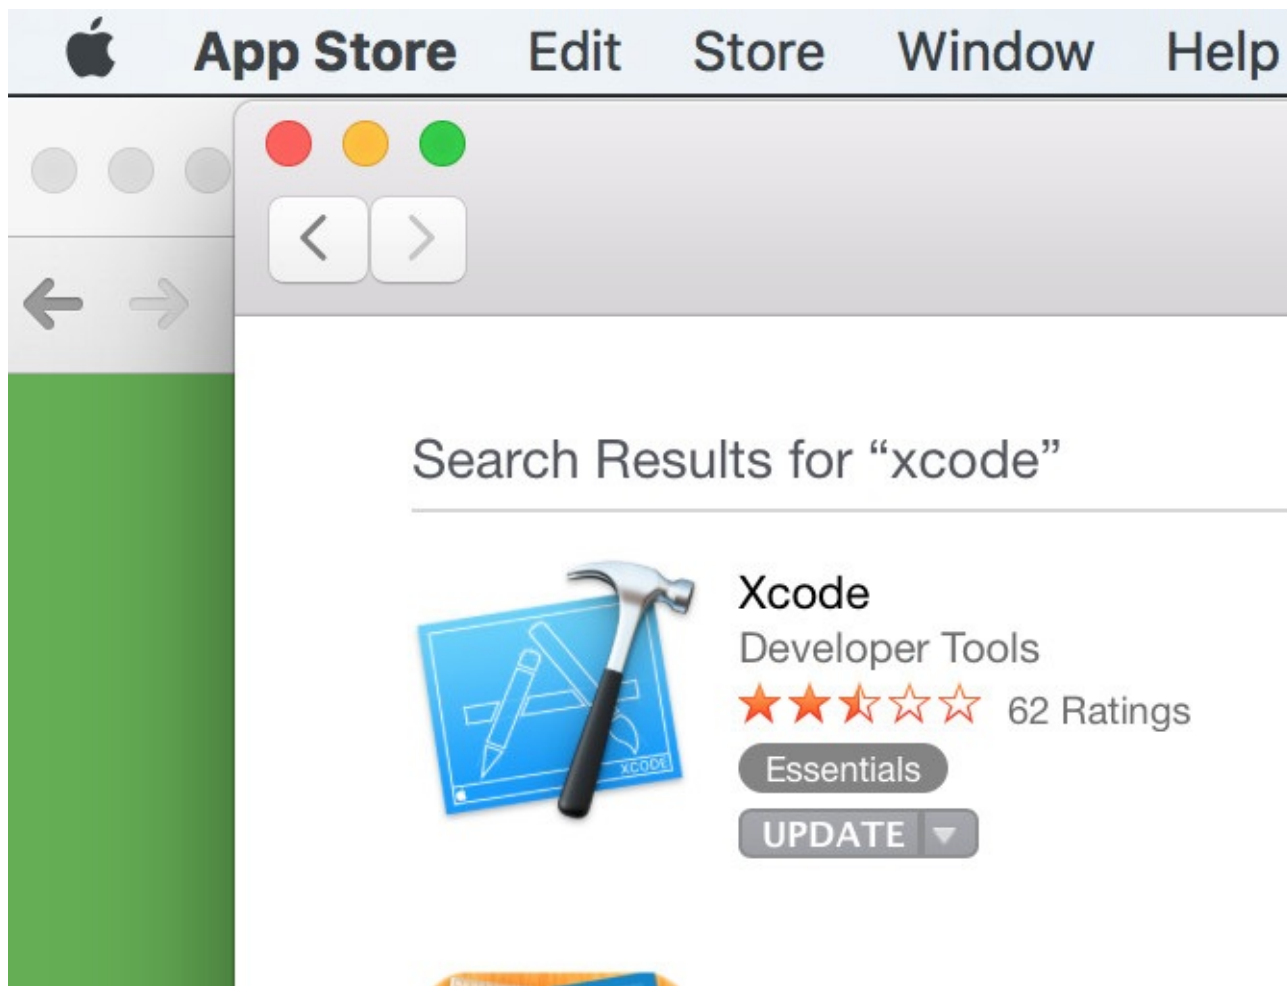 App Store Edit Store Window Help
Search Results for “xcode”
Xcode
Developer Tools
62 Ratings
Essentials
UPDATE
XCODE